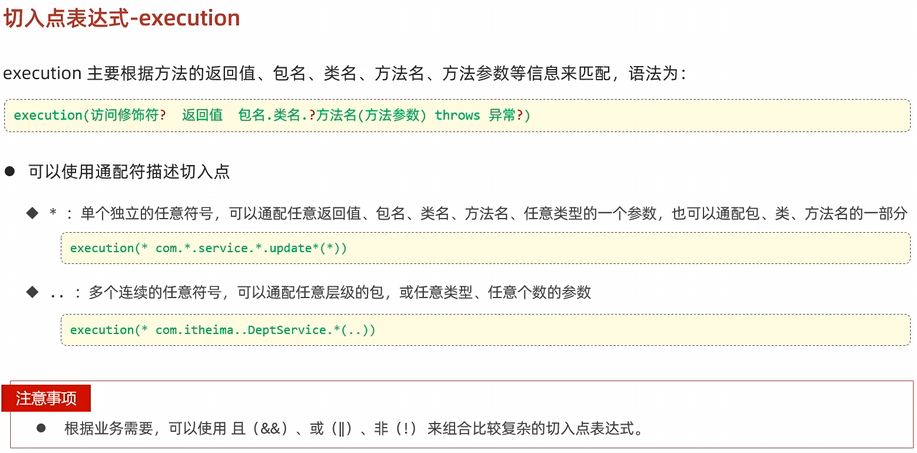 切入点表达式-execution
execution 主要根据方法的返回值、包名、类名、方法名、方法参数等信息来匹配，语法为：
execution(访问修饰符?  返回值  包名.类名.?方法名(方法参数) throws 异常?)
● 可以使用通配符描述切入点
◆ * ：单个独立的任意符号，可以通配任意返回值、包名、类名、方法名、任意类型的一个参数，也可以通配包、类、方法名的一部分
execution(* com.*.service.*.update*(*))
◆ .. ：多个连续的任意符号，可以通配任意层级的包，或任意类型、任意个数的参数
execution(* com.itheima..DeptService.*(..))
注意事项
● 根据业务需要，可以使用 且（&&）、或（||）、非（!） 来组合比较复杂的切入点表达式。